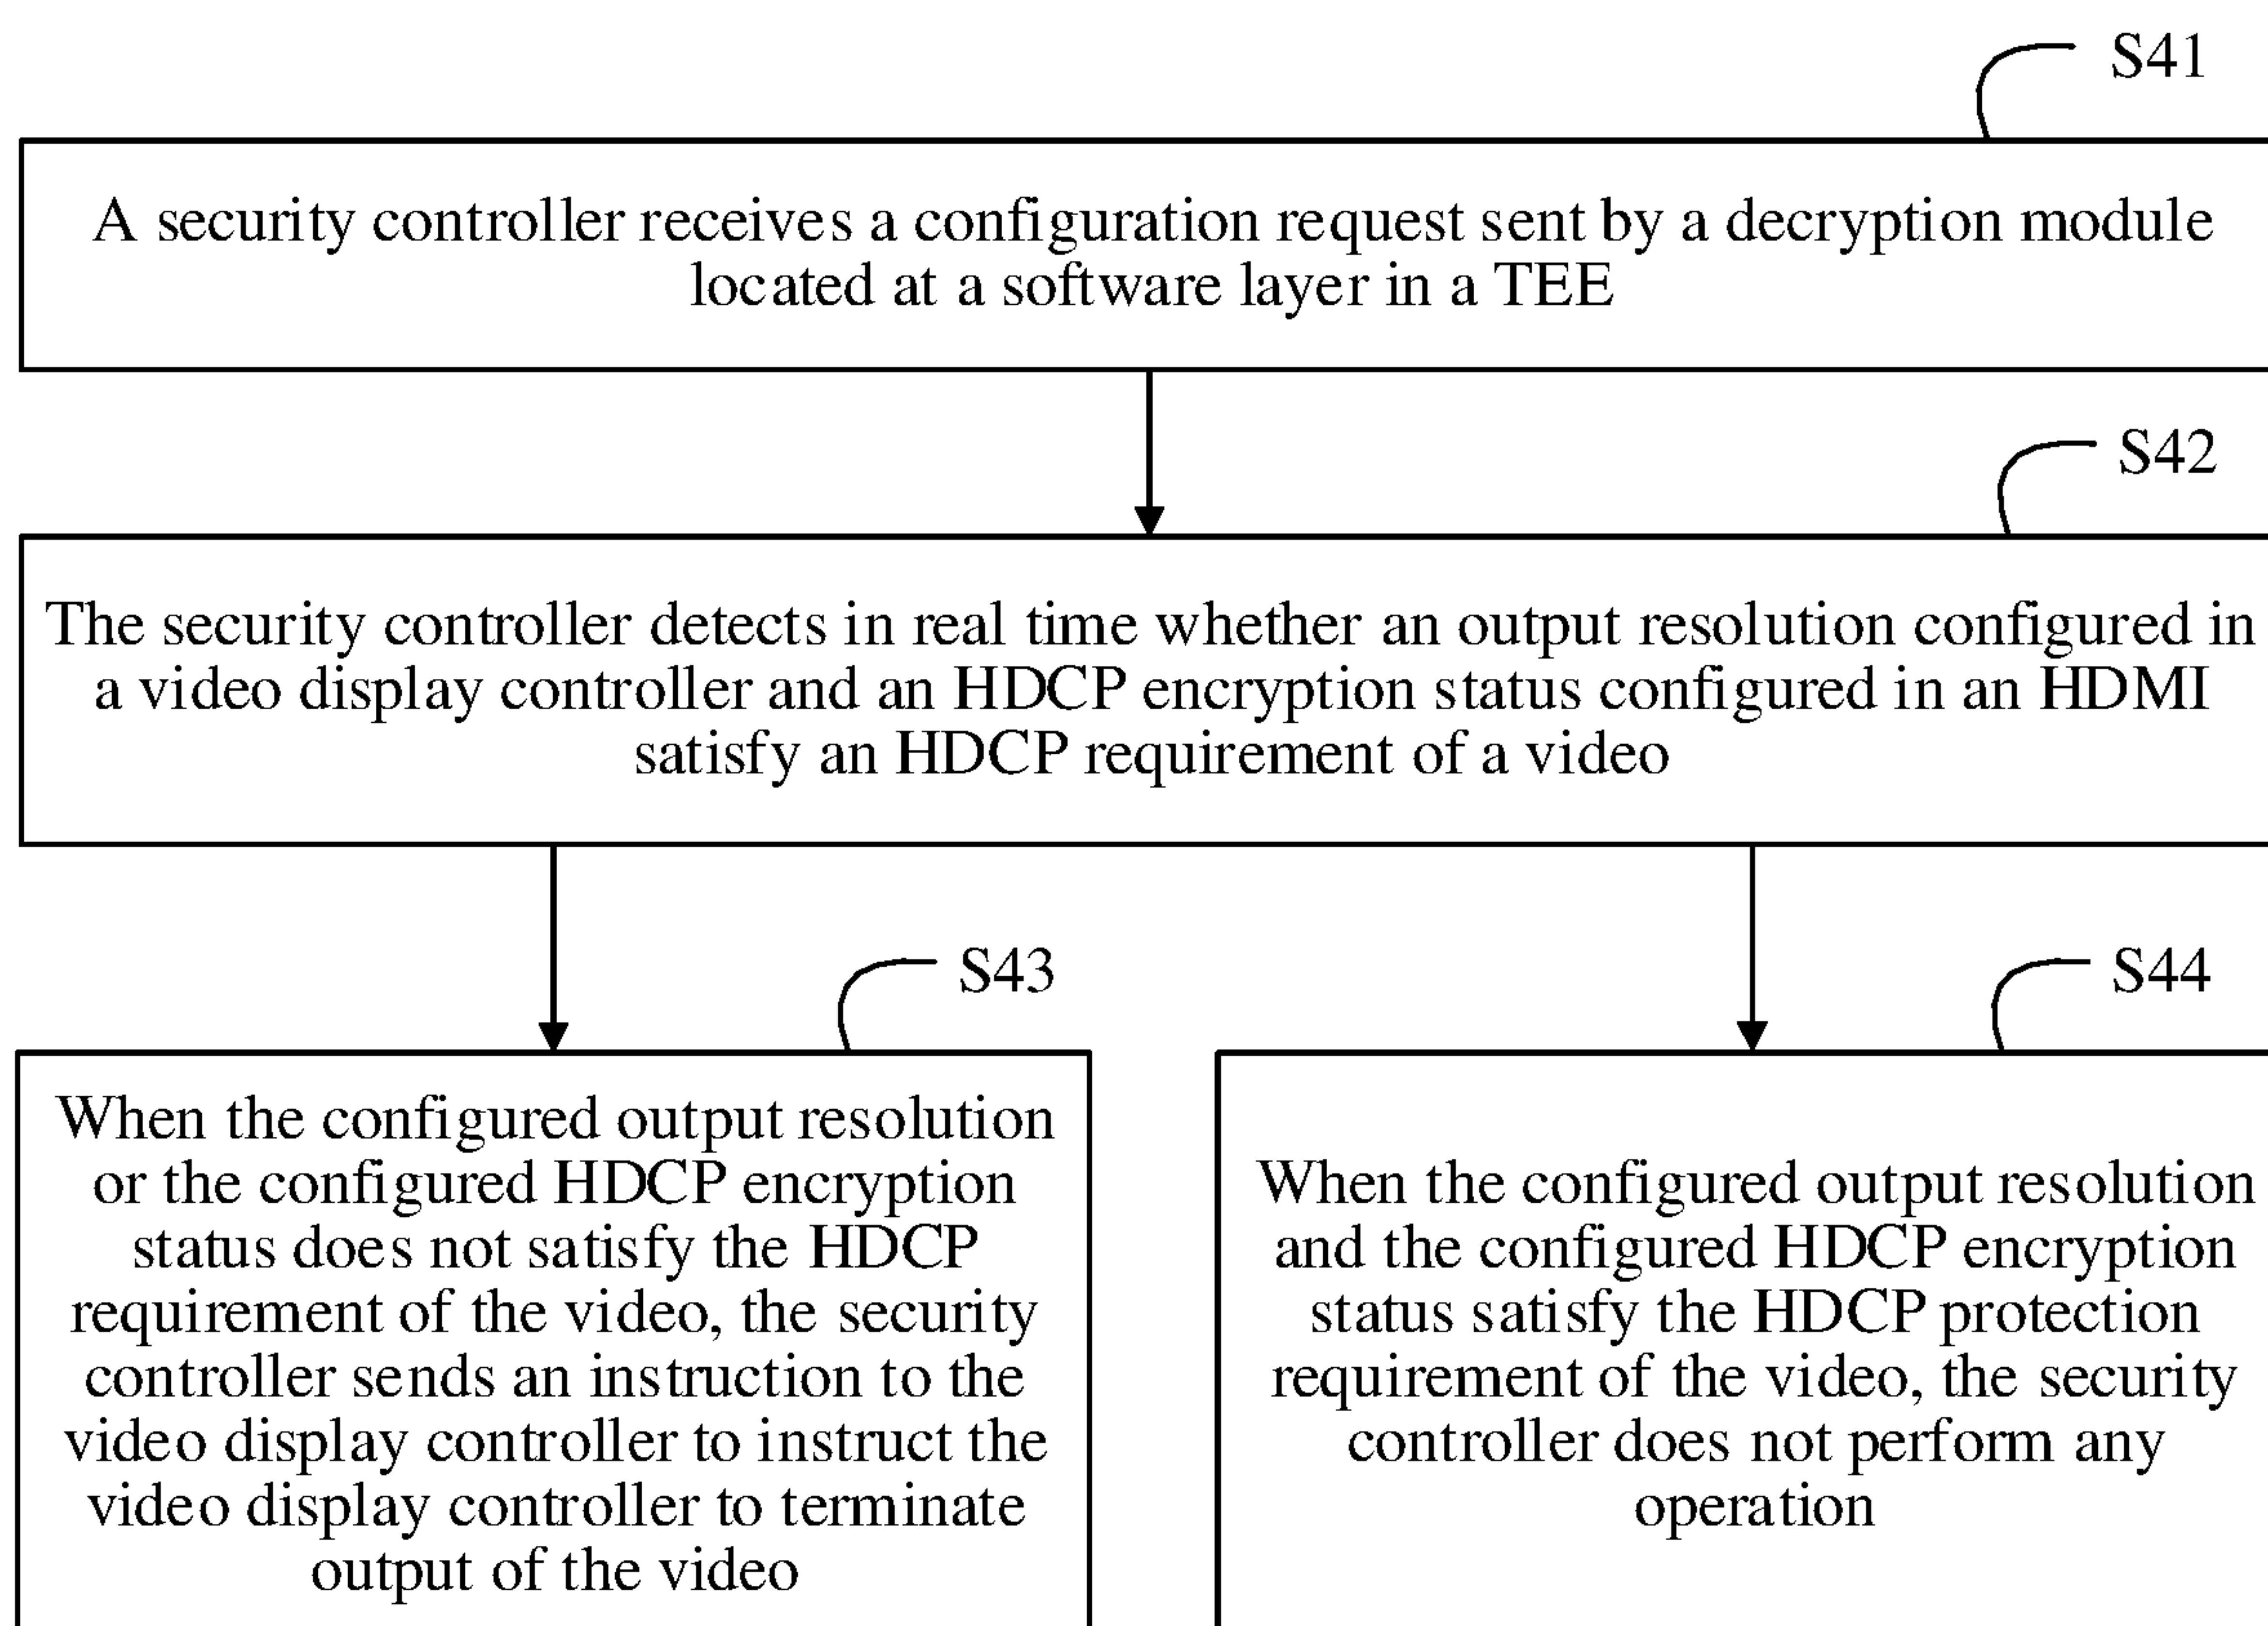 S41
A security controller receives a configuration request sent by a decryption module
located at a software layer in a TEE
S42
The security controller detects in real time whether an output resolution configured in
a video display controller and an HDCP encryption status configured in an HDMI
satisfy an HDCP requirement of a video
S43
When the configured output resolution
or the configured HDCP encryption
status does not satisfy the HDCP
requirement of the video, the security
controller sends an instruction to the
video display controller to instruct the
video display controller to terminate
output of the video
S44
When the configured output resolution
and the configured HDCP encryption
status satisfy the HDCP protection
requirement of the video, the security
controller does not perform any
operation